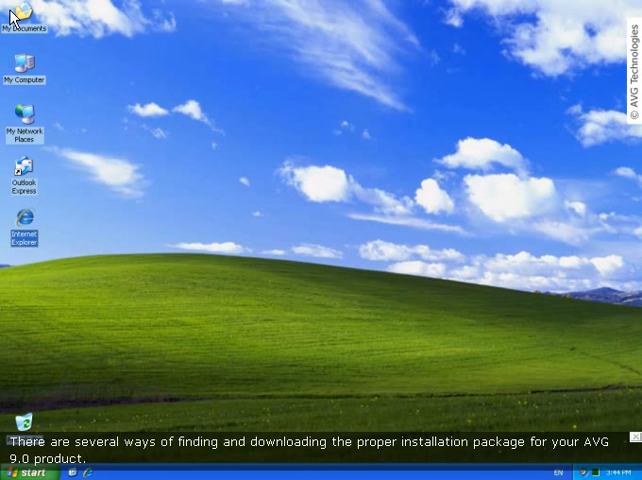 My Documents
© AVG Technologies
My Computer
My Network
Places
Outlook
Express
Internet
Explorer
There are several ways of finding and downloading the proper installation package for your AVG
9.0 product.
start
EN
3:44 PM